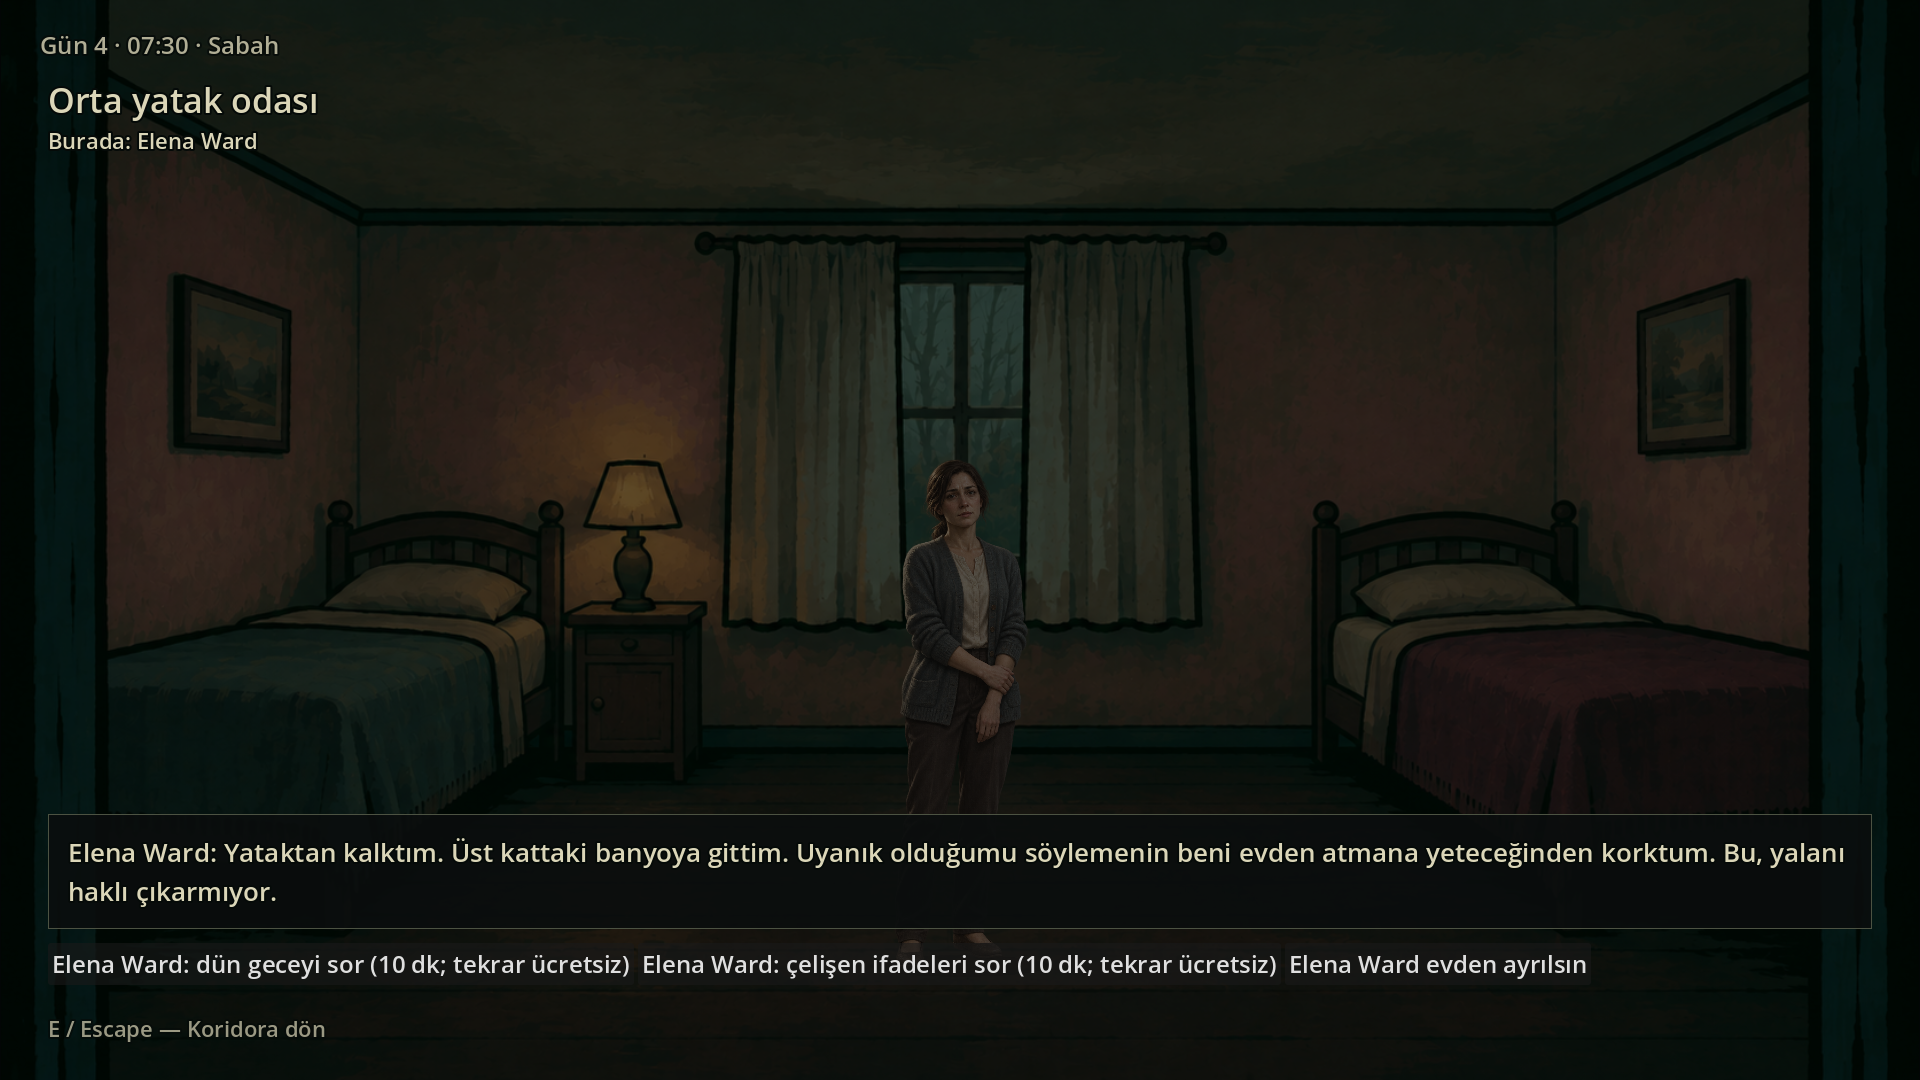 Gün 4 · 07:30 · Sabah
Orta yatak odası
Burada: Elena Ward
Elena Ward: Yataktan kalktım. Üst kattaki banyoya gittim. Uyanık olduğumu söylemenin beni evden atmana yeteceğinden korktum. Bu, yalanı
haklı çıkarmıyor.
Elena Ward: dün geceyi sor (10 dk; tekrar ücretsiz) Elena Ward: çelişen ifadeleri sor (10 dk; tekrar ücretsiz) Elena Ward evden ayrılsın
E / Escape — Koridora dön